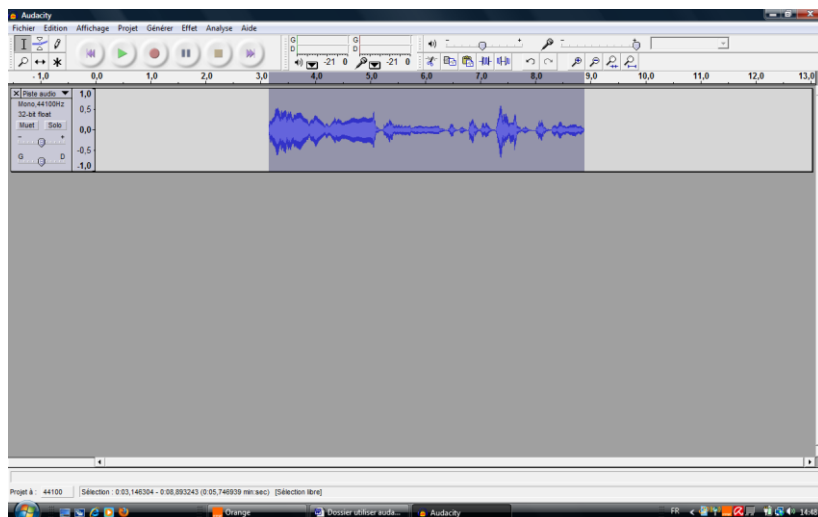 Audacity
Fichier Edition Affichage Projet Générer Effet Analyse Aide
G G
D D
-21 0 -21 0
- 1,0 0,0 1,0 2,0 3,0 4,0 5,0 6,0 7,0 8,0 9,0 10,0 11,0 12,0 13,0
Piste audio 1,0
Mono,44100Hz
32-bit float 0,5
Muet Solo
- + 0,0
G D -0,5
-1,0
Projet à : 44100 Sélection : 0:03,146304 - 0:08,893243 (0:05,746939 min:sec) [Sélection libre]
Orange Dossier utiliser auda... Audacity FR 14:48